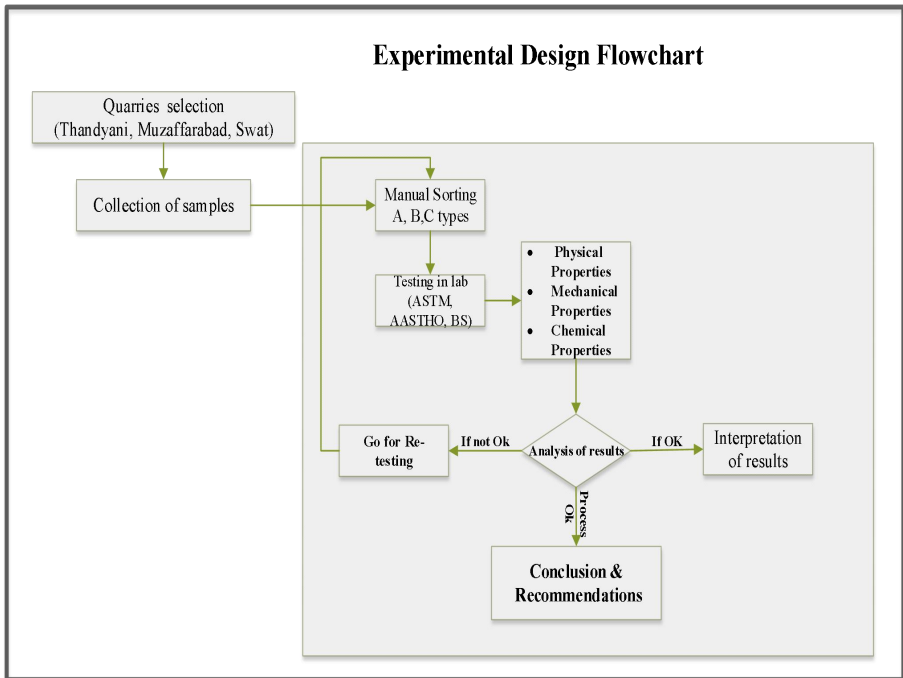 Experimental Design Flowchart
Quarries selection
(Thandyani, Muzaffarabad, Swat)
Collection of samples
Manual Sorting
A, B,C types
Testing in lab
(ASTM,
AASTHO, BS)
• Physical
Properties
• Mechanical
Properties
• Chemical
Properties
Go for Re-
testing
If not Ok
Analysis of results
If OK
Interpretation
of results
Process
Ok
Conclusion &
Recommendations